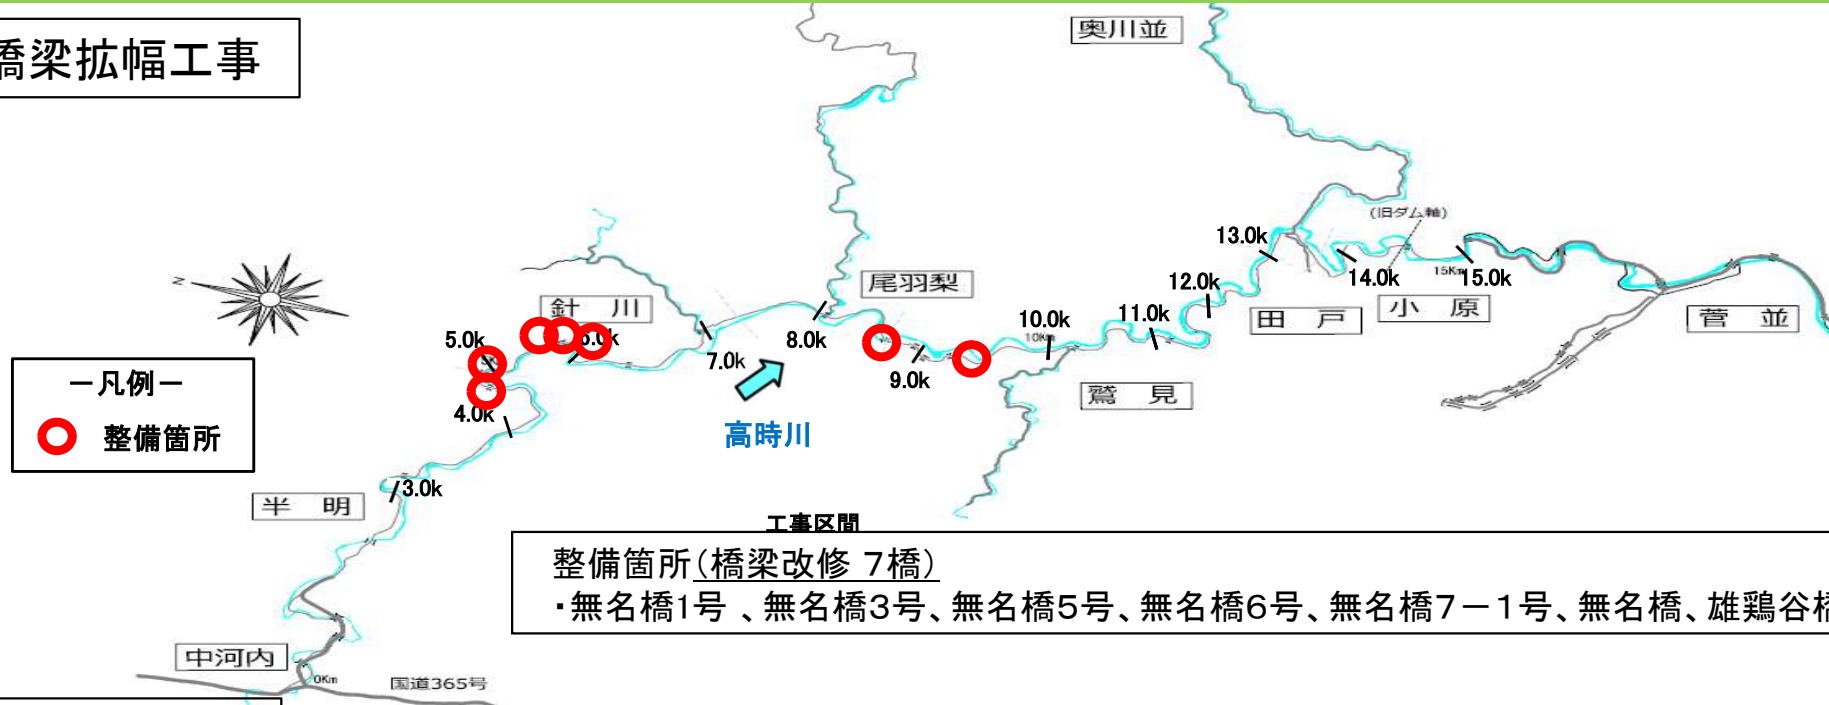 橋梁拡幅工事
奥川並
(旧ダム軸)
13.0k
14.0k
15Km
15.0k
12.0k
尾羽梨
田 戸
小 原
菅 並
N
針 川
5.0k
6.0k
7.0k
8.0k
9.0k
10.0k
10Km
11.0k
鷲 見
-凡例-
整備箇所
4.0k
高時川
3.0k
半 明
工事区間
整備箇所(橋梁改修 7橋)
・無名橋1号 、無名橋3号、無名橋5号、無名橋6号、無名橋7-1号、無名橋、雄鶏谷橋
中河内
0Km
国道365号